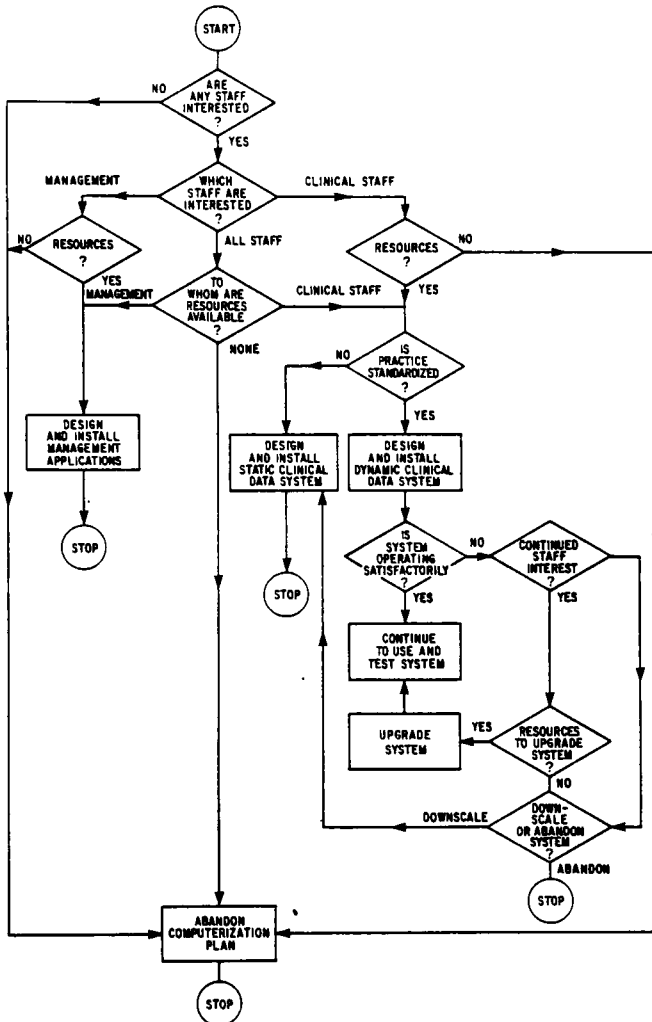 START
NO
ARE
ANY STAFF
INTERESTED
?
YES
MANAGEMENT
WHICH
STAFF ARE
INTERESTED
?
CLINICAL STAFF
ALL STAFF
NO
RESOURCES
?
YES
RESOURCES
?
NO
YES
MANAGEMENT
TO
WHOM ARE
RESOURCES
AVAILABLE
?
CLINICAL STAFF
NONE
NO
IS
PRACTICE
STANDARDIZED
?
YES
DESIGN
AND INSTALL
MANAGEMENT
APPLICATIONS
DESIGN
AND INSTALL
STATIC CLINICAL
DATA SYSTEM
DESIGN
AND INSTALL
DYNAMIC CLINICAL
DATA SYSTEM
STOP
STOP
IS
SYSTEM
OPERATING
SATISFACTORILY
?
NO
YES
CONTINUED
STAFF
INTEREST
?
YES
CONTINUE
TO USE AND
TEST SYSTEM
UPGRADE
SYSTEM
YES
RESOURCES
TO UPGRADE
SYSTEM
?
NO
DOWNSCALE
DOWN-
SCALE
OR ABANDON
SYSTEM
?
ABANDON
STOP
ABANDON
COMPUTERIZATION
PLAN
STOP